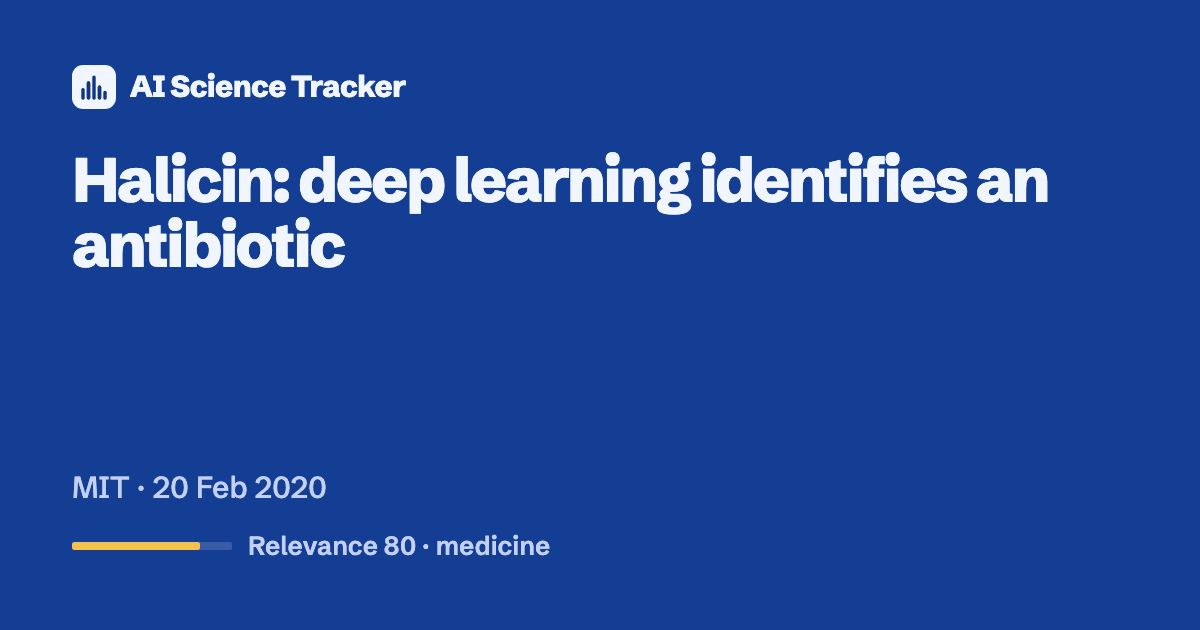 AI Science Tracker
Halicin: deep learning identifies an
antibiotic
MIT · 20 Feb 2020
Relevance 80 · medicine